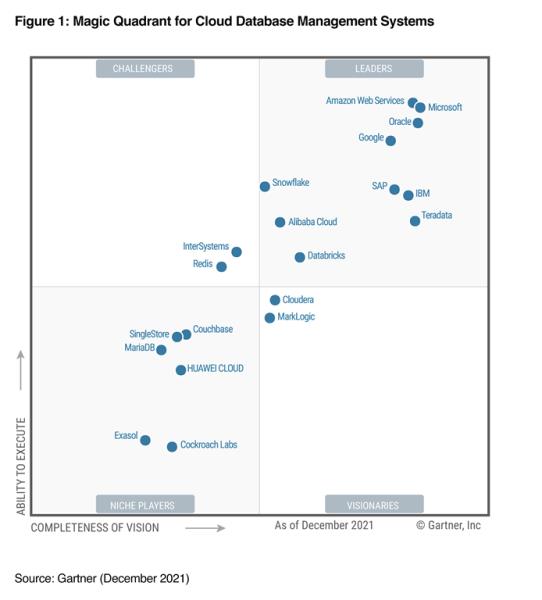 Figure 1: Magic Quadrant for Cloud Database Management Systems
CHALLENGERS
LEADERS
Amazon Web Services
Microsoft
Oracle
Google
Snowflake
SAP
IBM
Alibaba Cloud
Teradata
InterSystems
Databricks
Redis
Cloudera
MarkLogic
SingleStore
Couchbase
MariaDB
HUAWEI CLOUD
Exasol
Cockroach Labs
ABILITY TO EXECUTE
NICHE PLAYERS
VISIONARIES
COMPLETENESS OF VISION
As of December 2021
© Gartner, Inc
Source: Gartner (December 2021)